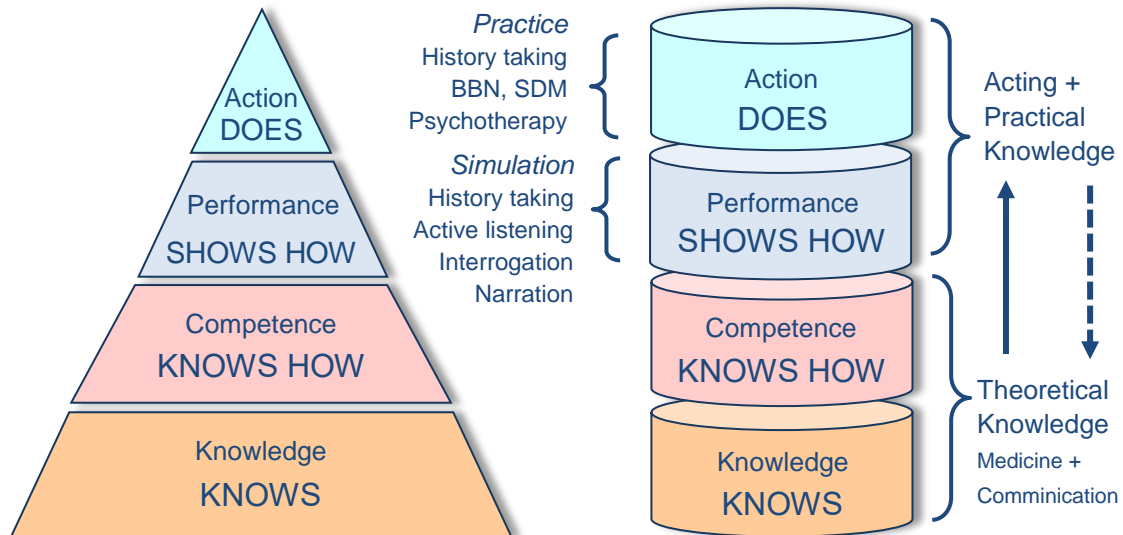 Action
DOES
Performance
SHOWS HOW
Competence
KNOWS HOW
Knowledge
KNOWS
Practice
History taking
BBN, SDM
Psychotherapy
Simulation
History taking
Active listening
Interrogation
Narration
Action
DOES
Performance
SHOWS HOW
Competence
KNOWS HOW
Knowledge
KNOWS
Acting +
Practical
Knowledge
Theoretical
Knowledge
Medicine +
Comminication